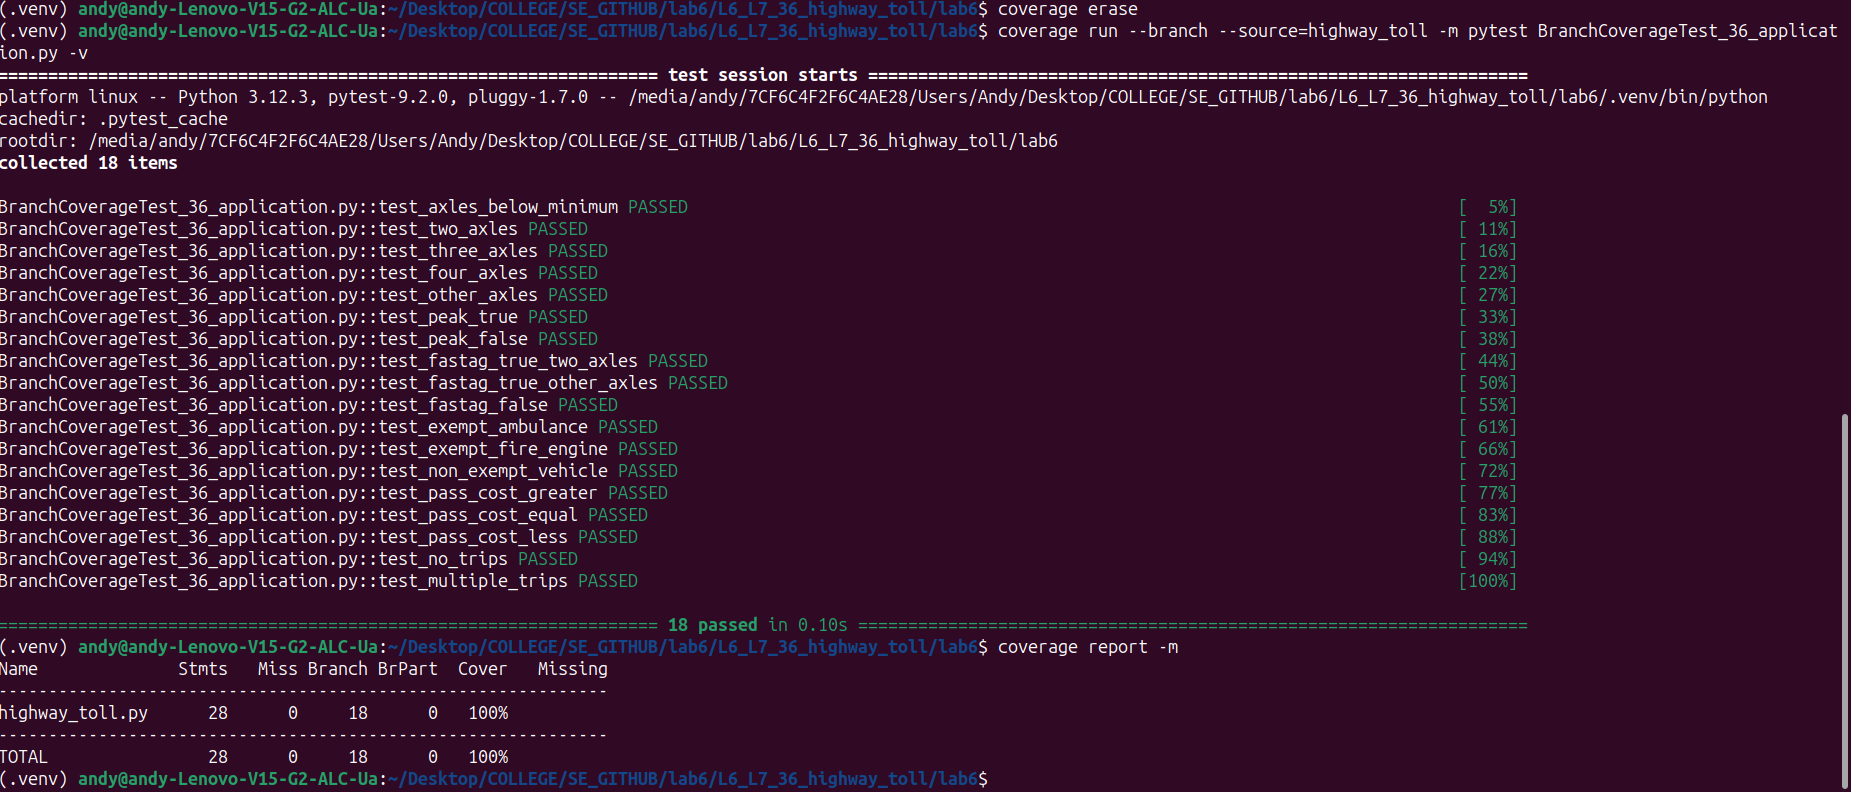 (.venv) andy@andy-Lenovo-V15-G2-ALC-Ua:~/Desktop/COLLEGE/SE_GITHUB/lab6/L6_L7_36_highway_toll/lab6$ coverage erase
(.venv) andy@andy-Lenovo-V15-G2-ALC-Ua:~/Desktop/COLLEGE/SE_GITHUB/lab6/L6_L7_36_highway_toll/lab6$ coverage run --branch --source=highway_toll -m pytest BranchCoverageTest_36_applicat
ion.py -v
================================================================== test session starts ==================================================================
platform linux -- Python 3.12.3, pytest-9.2.0, pluggy-1.7.0 -- /media/andy/7CF6C4F2F6C4AE28/Users/Andy/Desktop/COLLEGE/SE_GITHUB/lab6/L6_L7_36_highway_toll/lab6/.venv/bin/python
cachedir: .pytest_cache
rootdir: /media/andy/7CF6C4F2F6C4AE28/Users/Andy/Desktop/COLLEGE/SE_GITHUB/lab6/L6_L7_36_highway_toll/lab6
collected 18 items
BranchCoverageTest_36_application.py::test_axles_below_minimum PASSED [  5%]
BranchCoverageTest_36_application.py::test_two_axles PASSED [ 11%]
BranchCoverageTest_36_application.py::test_three_axles PASSED [ 16%]
BranchCoverageTest_36_application.py::test_four_axles PASSED [ 22%]
BranchCoverageTest_36_application.py::test_other_axles PASSED [ 27%]
BranchCoverageTest_36_application.py::test_peak_true PASSED [ 33%]
BranchCoverageTest_36_application.py::test_peak_false PASSED [ 38%]
BranchCoverageTest_36_application.py::test_fastag_true_two_axles PASSED [ 44%]
BranchCoverageTest_36_application.py::test_fastag_true_other_axles PASSED [ 50%]
BranchCoverageTest_36_application.py::test_fastag_false PASSED [ 55%]
BranchCoverageTest_36_application.py::test_exempt_ambulance PASSED [ 61%]
BranchCoverageTest_36_application.py::test_exempt_fire_engine PASSED [ 66%]
BranchCoverageTest_36_application.py::test_non_exempt_vehicle PASSED [ 72%]
BranchCoverageTest_36_application.py::test_pass_cost_greater PASSED [ 77%]
BranchCoverageTest_36_application.py::test_pass_cost_equal PASSED [ 83%]
BranchCoverageTest_36_application.py::test_pass_cost_less PASSED [ 88%]
BranchCoverageTest_36_application.py::test_no_trips PASSED [ 94%]
BranchCoverageTest_36_application.py::test_multiple_trips PASSED [100%]
================================================================== 18 passed in 0.10s ===================================================================
(.venv) andy@andy-Lenovo-V15-G2-ALC-Ua:~/Desktop/COLLEGE/SE_GITHUB/lab6/L6_L7_36_highway_toll/lab6$ coverage report -m
Name              Stmts   Miss Branch BrPart  Cover   Missing
-------------------------------------------------------------
highway_toll.py      28      0     18      0   100%
-------------------------------------------------------------
TOTAL                28      0     18      0   100%
(.venv) andy@andy-Lenovo-V15-G2-ALC-Ua:~/Desktop/COLLEGE/SE_GITHUB/lab6/L6_L7_36_highway_toll/lab6$